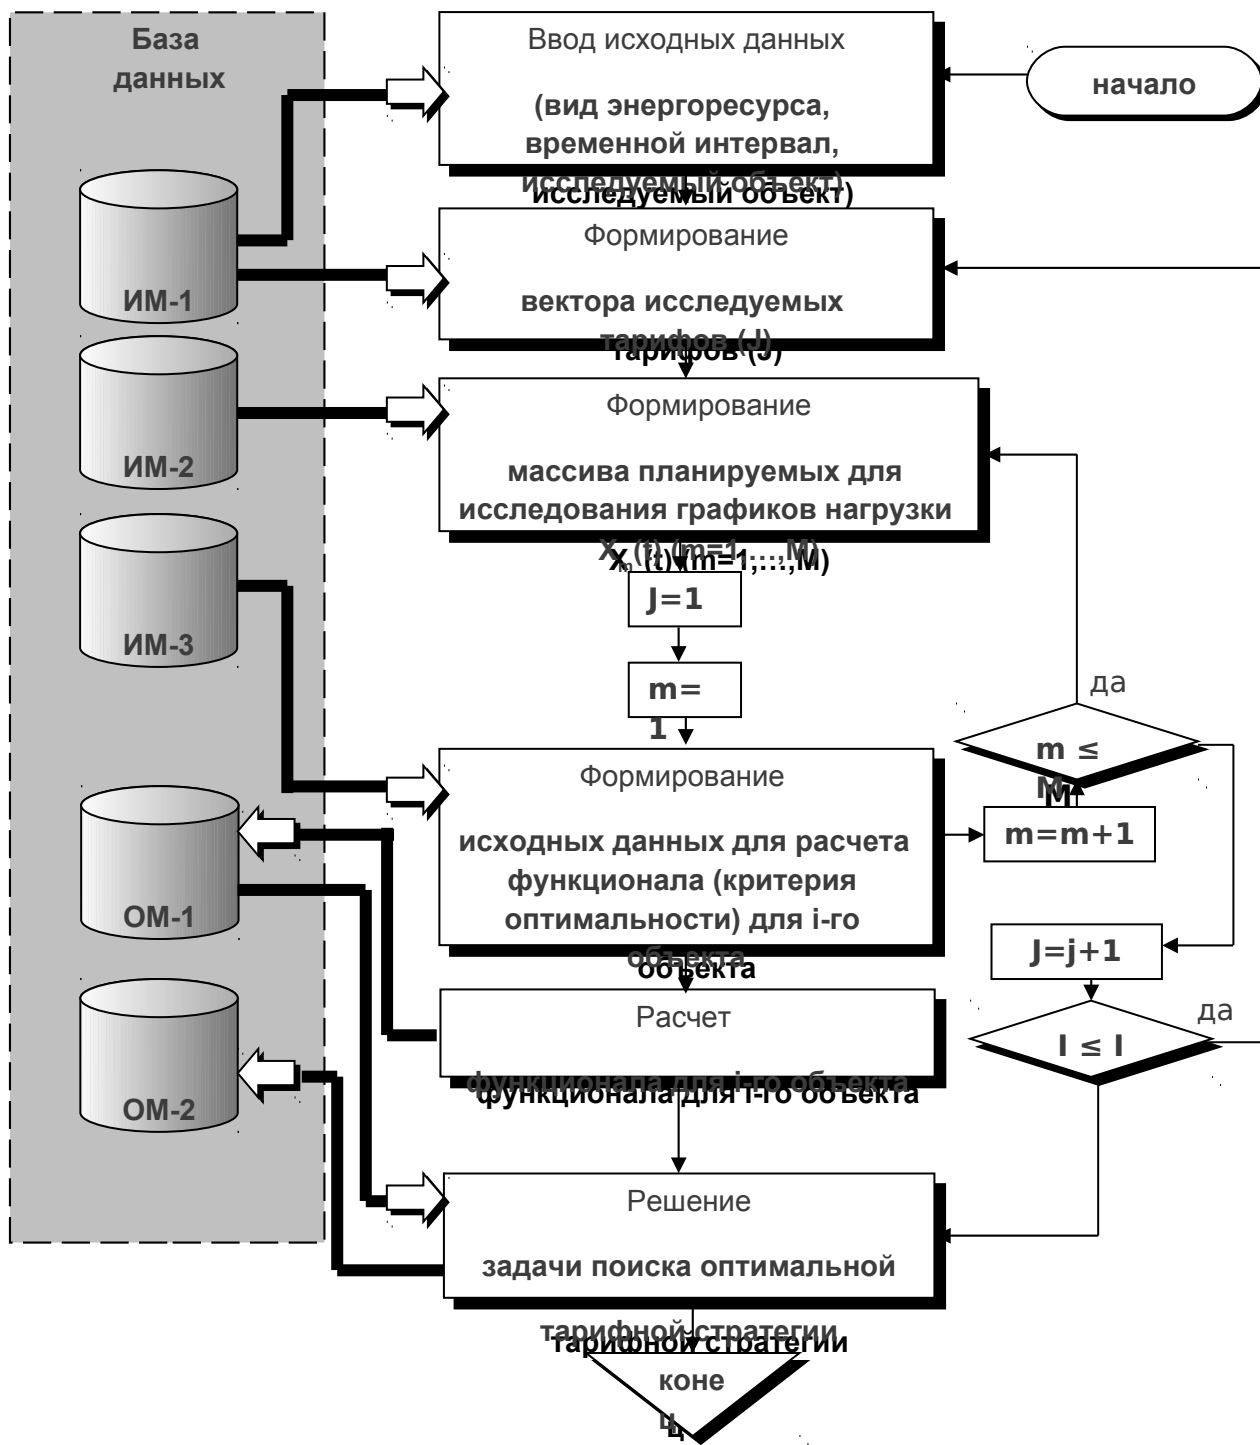 База
данных
ИМ-1
ИМ-2
ИМ-3
ОМ-1
ОМ-2
Ввод исходных данных
(вид энергоресурса,
временной интервал,
исследуемый объект)
начало
Формирование
вектора исследуемых
тарифов (J)
Формирование
массива планируемых для
исследования графиков нагрузки
Xm(t) (m=1,…,M)
J=1
m=
1
Формирование
исходных данных для расчета
функционала (критерия
оптимальности) для i-го
объекта
да
m ≤
M
m=m+1
J=j+1
I ≤ I
да
Расчет
функционала для i-го объекта
Решение
задачи поиска оптимальной
тарифной стратегии
коне
ц